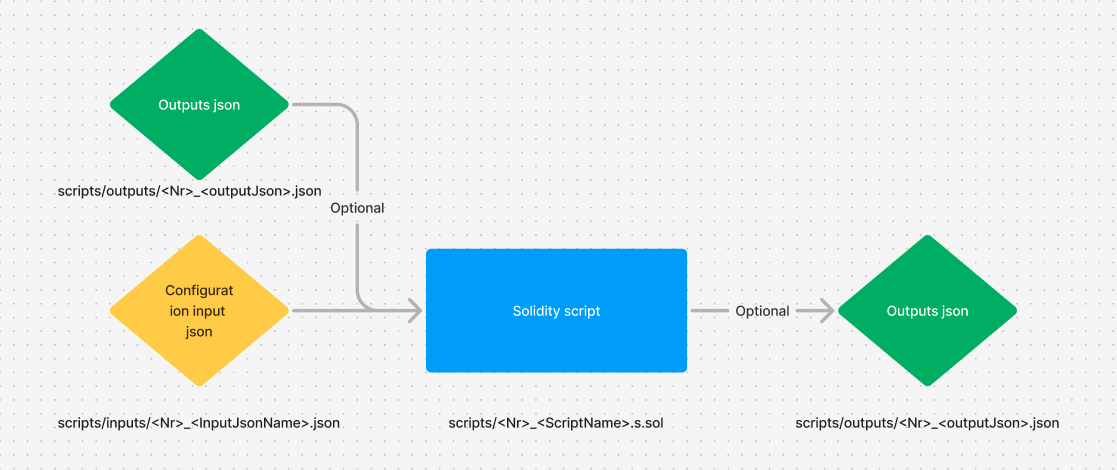 Outputs json
scripts/outputs/<Nr>_<outputJson>.json
Optional
Configurat
ion input
json
Solidity script
Optional
Outputs json
scripts/inputs/<Nr>_<InputJsonName>.json
scripts/<Nr>_<ScriptName>.s.sol
scripts/outputs/<Nr>_<outputJson>.json